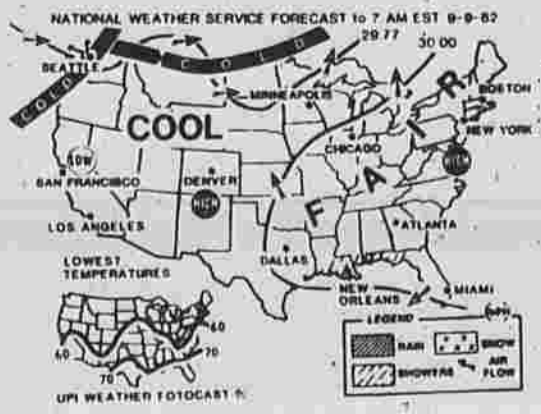 NATIONAL WEATHER SERVICE FORECAST to 7 AM EST 9-9-82
29.77
30.00
SEATTLE
COLD
COLD
MINNEAPOLIS
BOSTON
NEW YORK
COOL
CHICAGO
FAIR
LOW
HIGH
SAN FRANCISCO
DENVER
HIGH
LOS ANGELES
ATLANTA
DALLAS
LOWEST
TEMPERATURES
NEW
ORLEANS
MIAMI
LEGEND
RAIN
SNOW
SHOWERS
AIR
FLOW
60
60
70
70
UPI WEATHER FOTOCAST ®